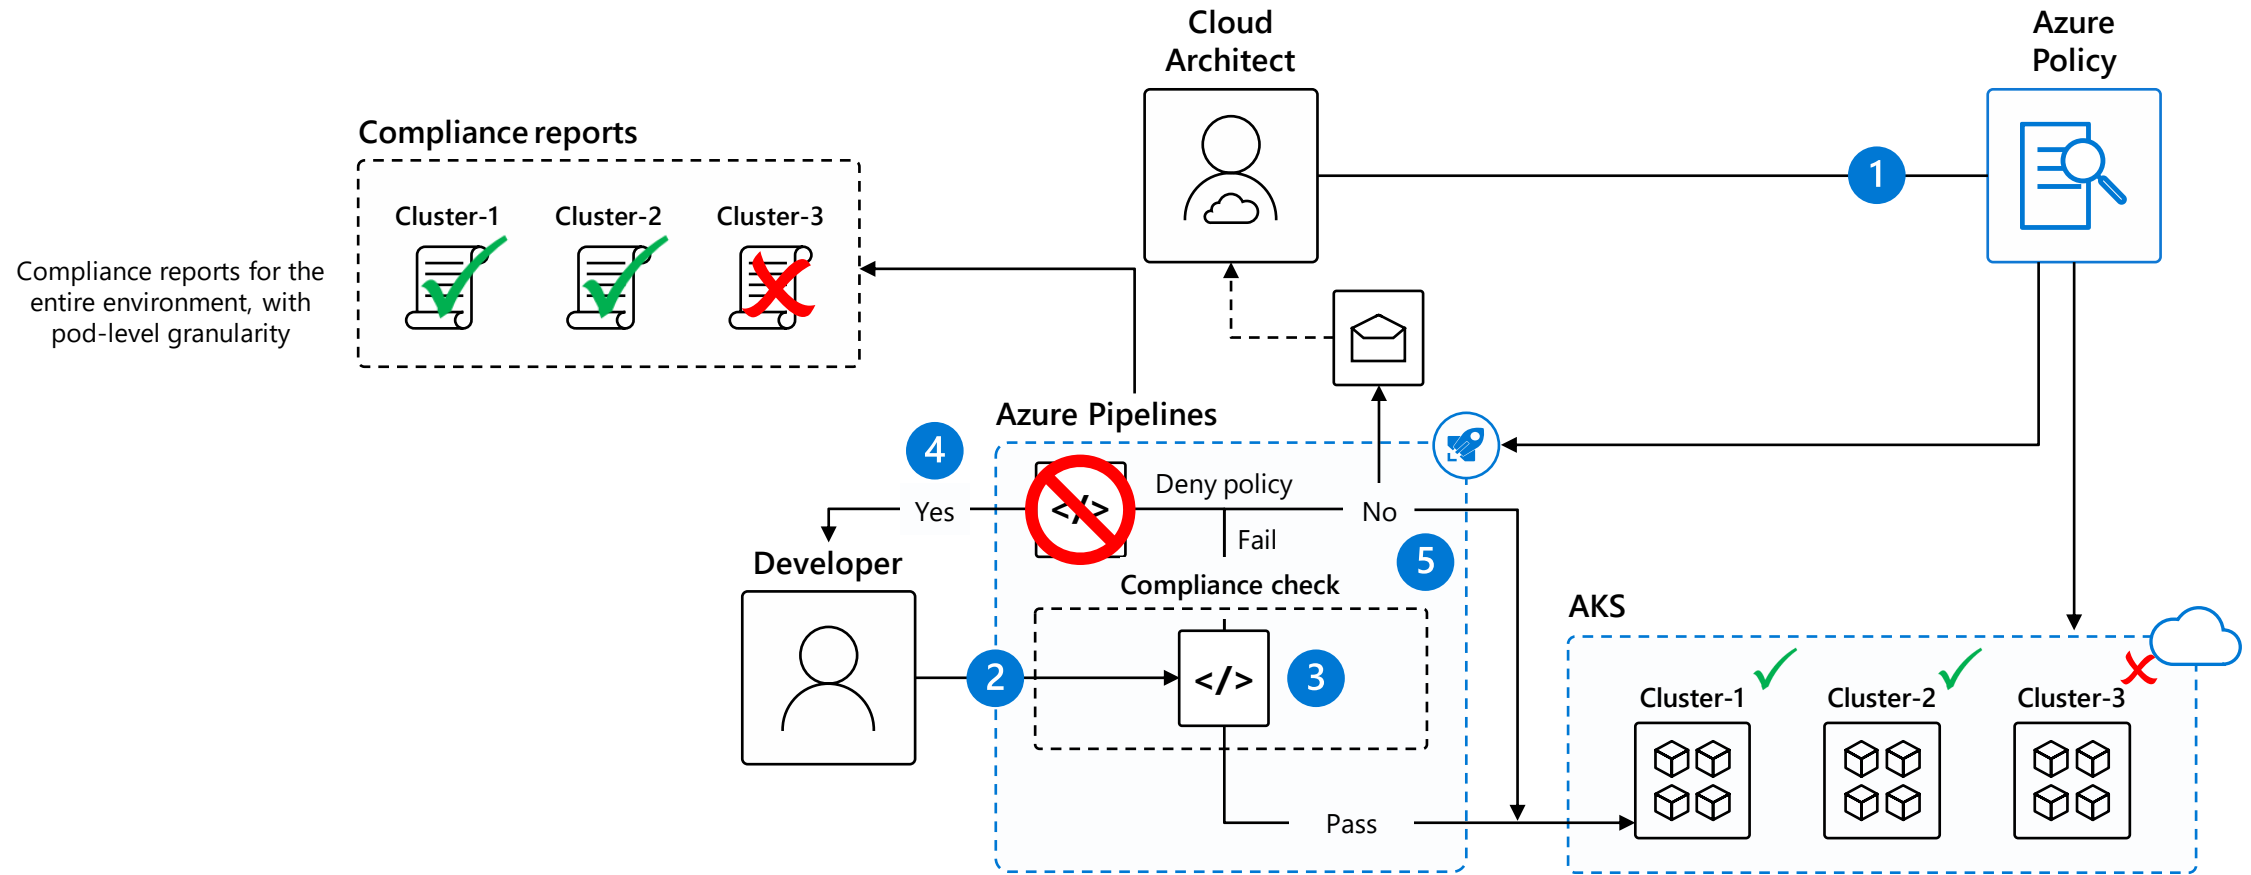 Cloud
Architect
Azure
Policy
Compliance reports
Cluster-1
Cluster-2
Cluster-3
Compliance reports for the
entire environment, with
pod-level granularity
1
Azure Pipelines
4
Yes
</>
Deny policy
No
Fail
5
Developer
Compliance check
2
</>
3
Pass
AKS
Cluster-1
Cluster-2
Cluster-3